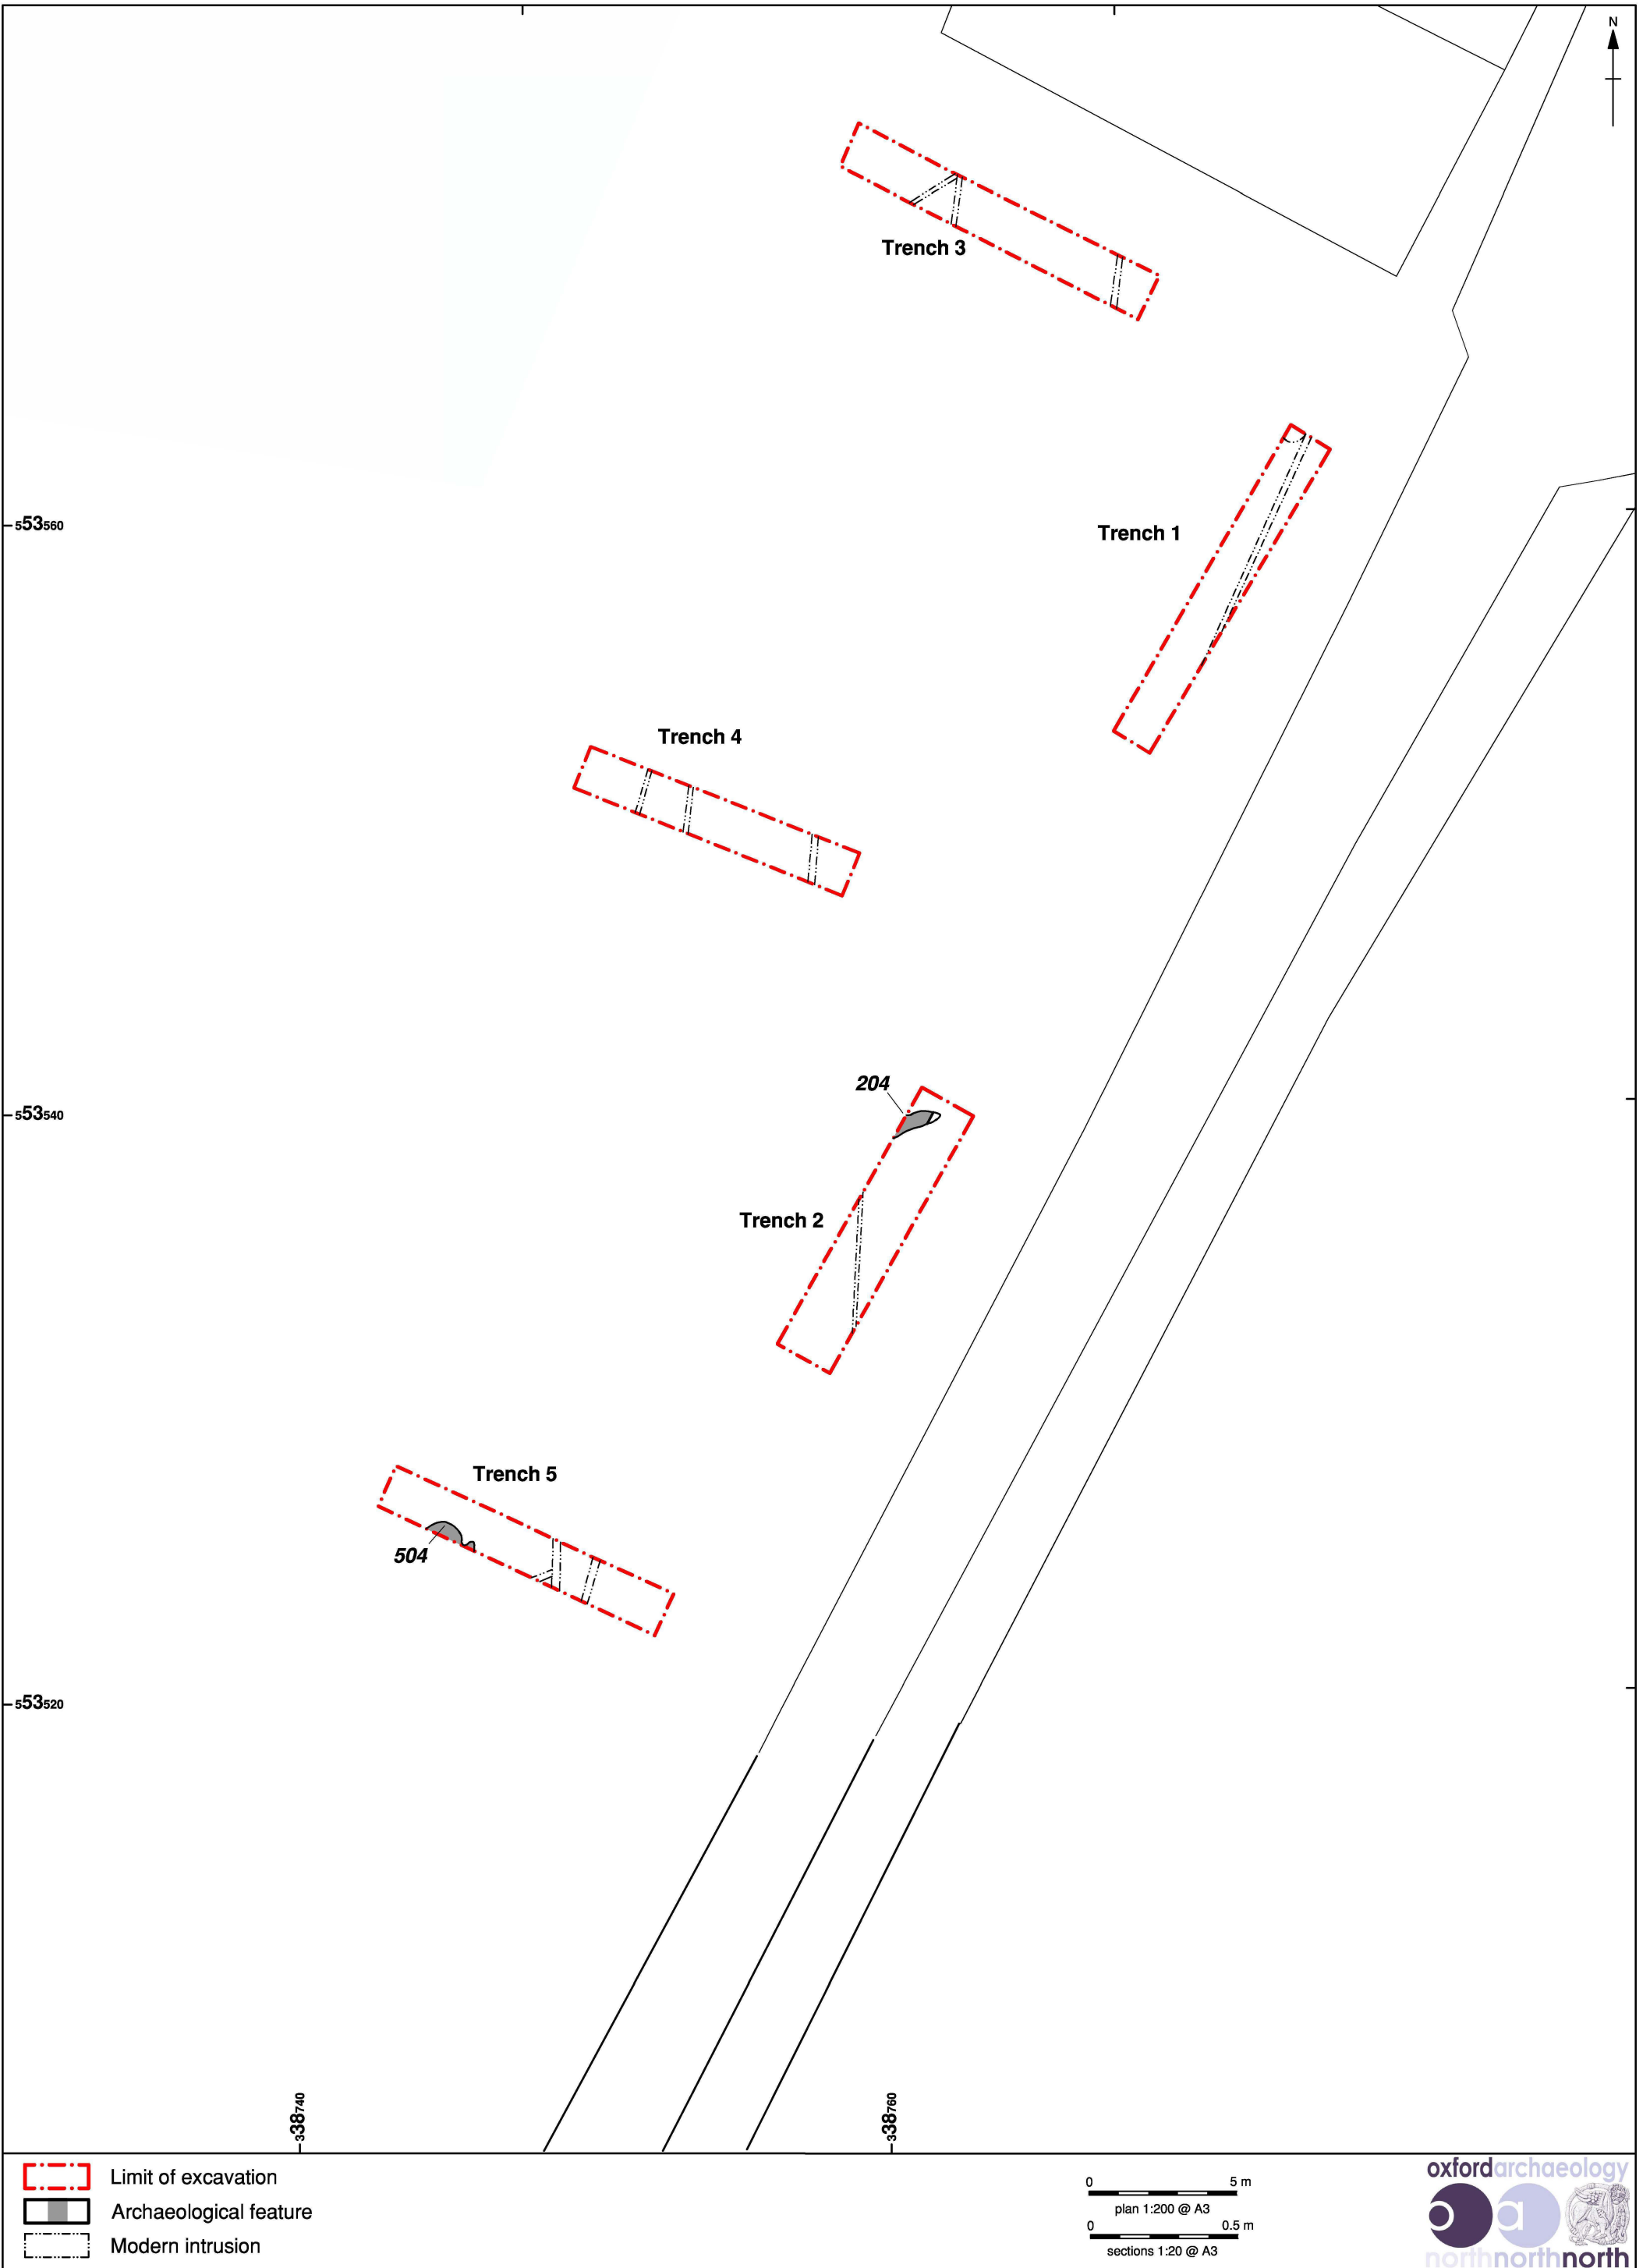 N
Trench 3
553560
Trench 1
Trench 4
204
553540
Trench 2
Trench 5
504
553520
338740
338760
Limit of excavation
Archaeological feature
Modern intrusion
0 5 m
plan 1:200 @ A3
0 0.5 m
sections 1:20 @ A3
oxfordarchaeology
oa
northnorthnorth